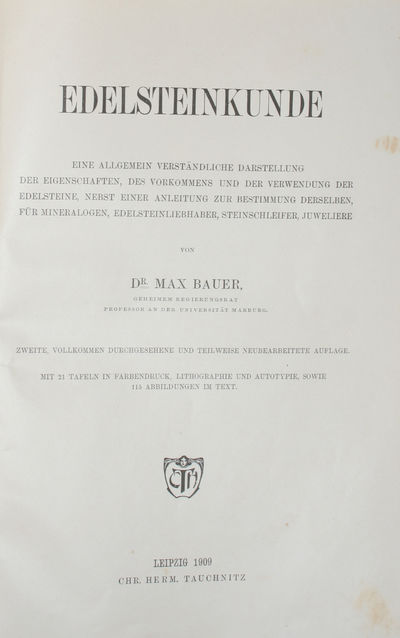 EDELSTEINKUNDE
EINE ALLGEMEIN VERSTÄNDLICHE DARSTELLUNG
DER EIGENSCHAFTEN, DES VORKOMMENS UND DER VERWENDUNG DER
EDELSTEINE, NEBST EINER ANLEITUNG ZUR BESTIMMUNG DERSELBEN,
FÜR MINERALOGEN, EDELSTEINLIEBHABER, STEINSCHLEIFER, JUWELIERE
VON
DR. MAX BAUER,
GEHEIMEM REGIERUNGSRAT
PROFESSOR AN DER UNIVERSITÄT MARBURG.
ZWEITE, VOLLKOMMEN DURCHGESEHENE UND TEILWEISE NEUBEARBEITETE AUFLAGE.
MIT 21 TAFELN IN FARBENDRUCK, LITHOGRAPHIE UND AUTOTYPIE, SOWIE
115 ABBILDUNGEN IM TEXT.
CTH
LEIPZIG 1909
CHR. HERM. TAUCHNITZ